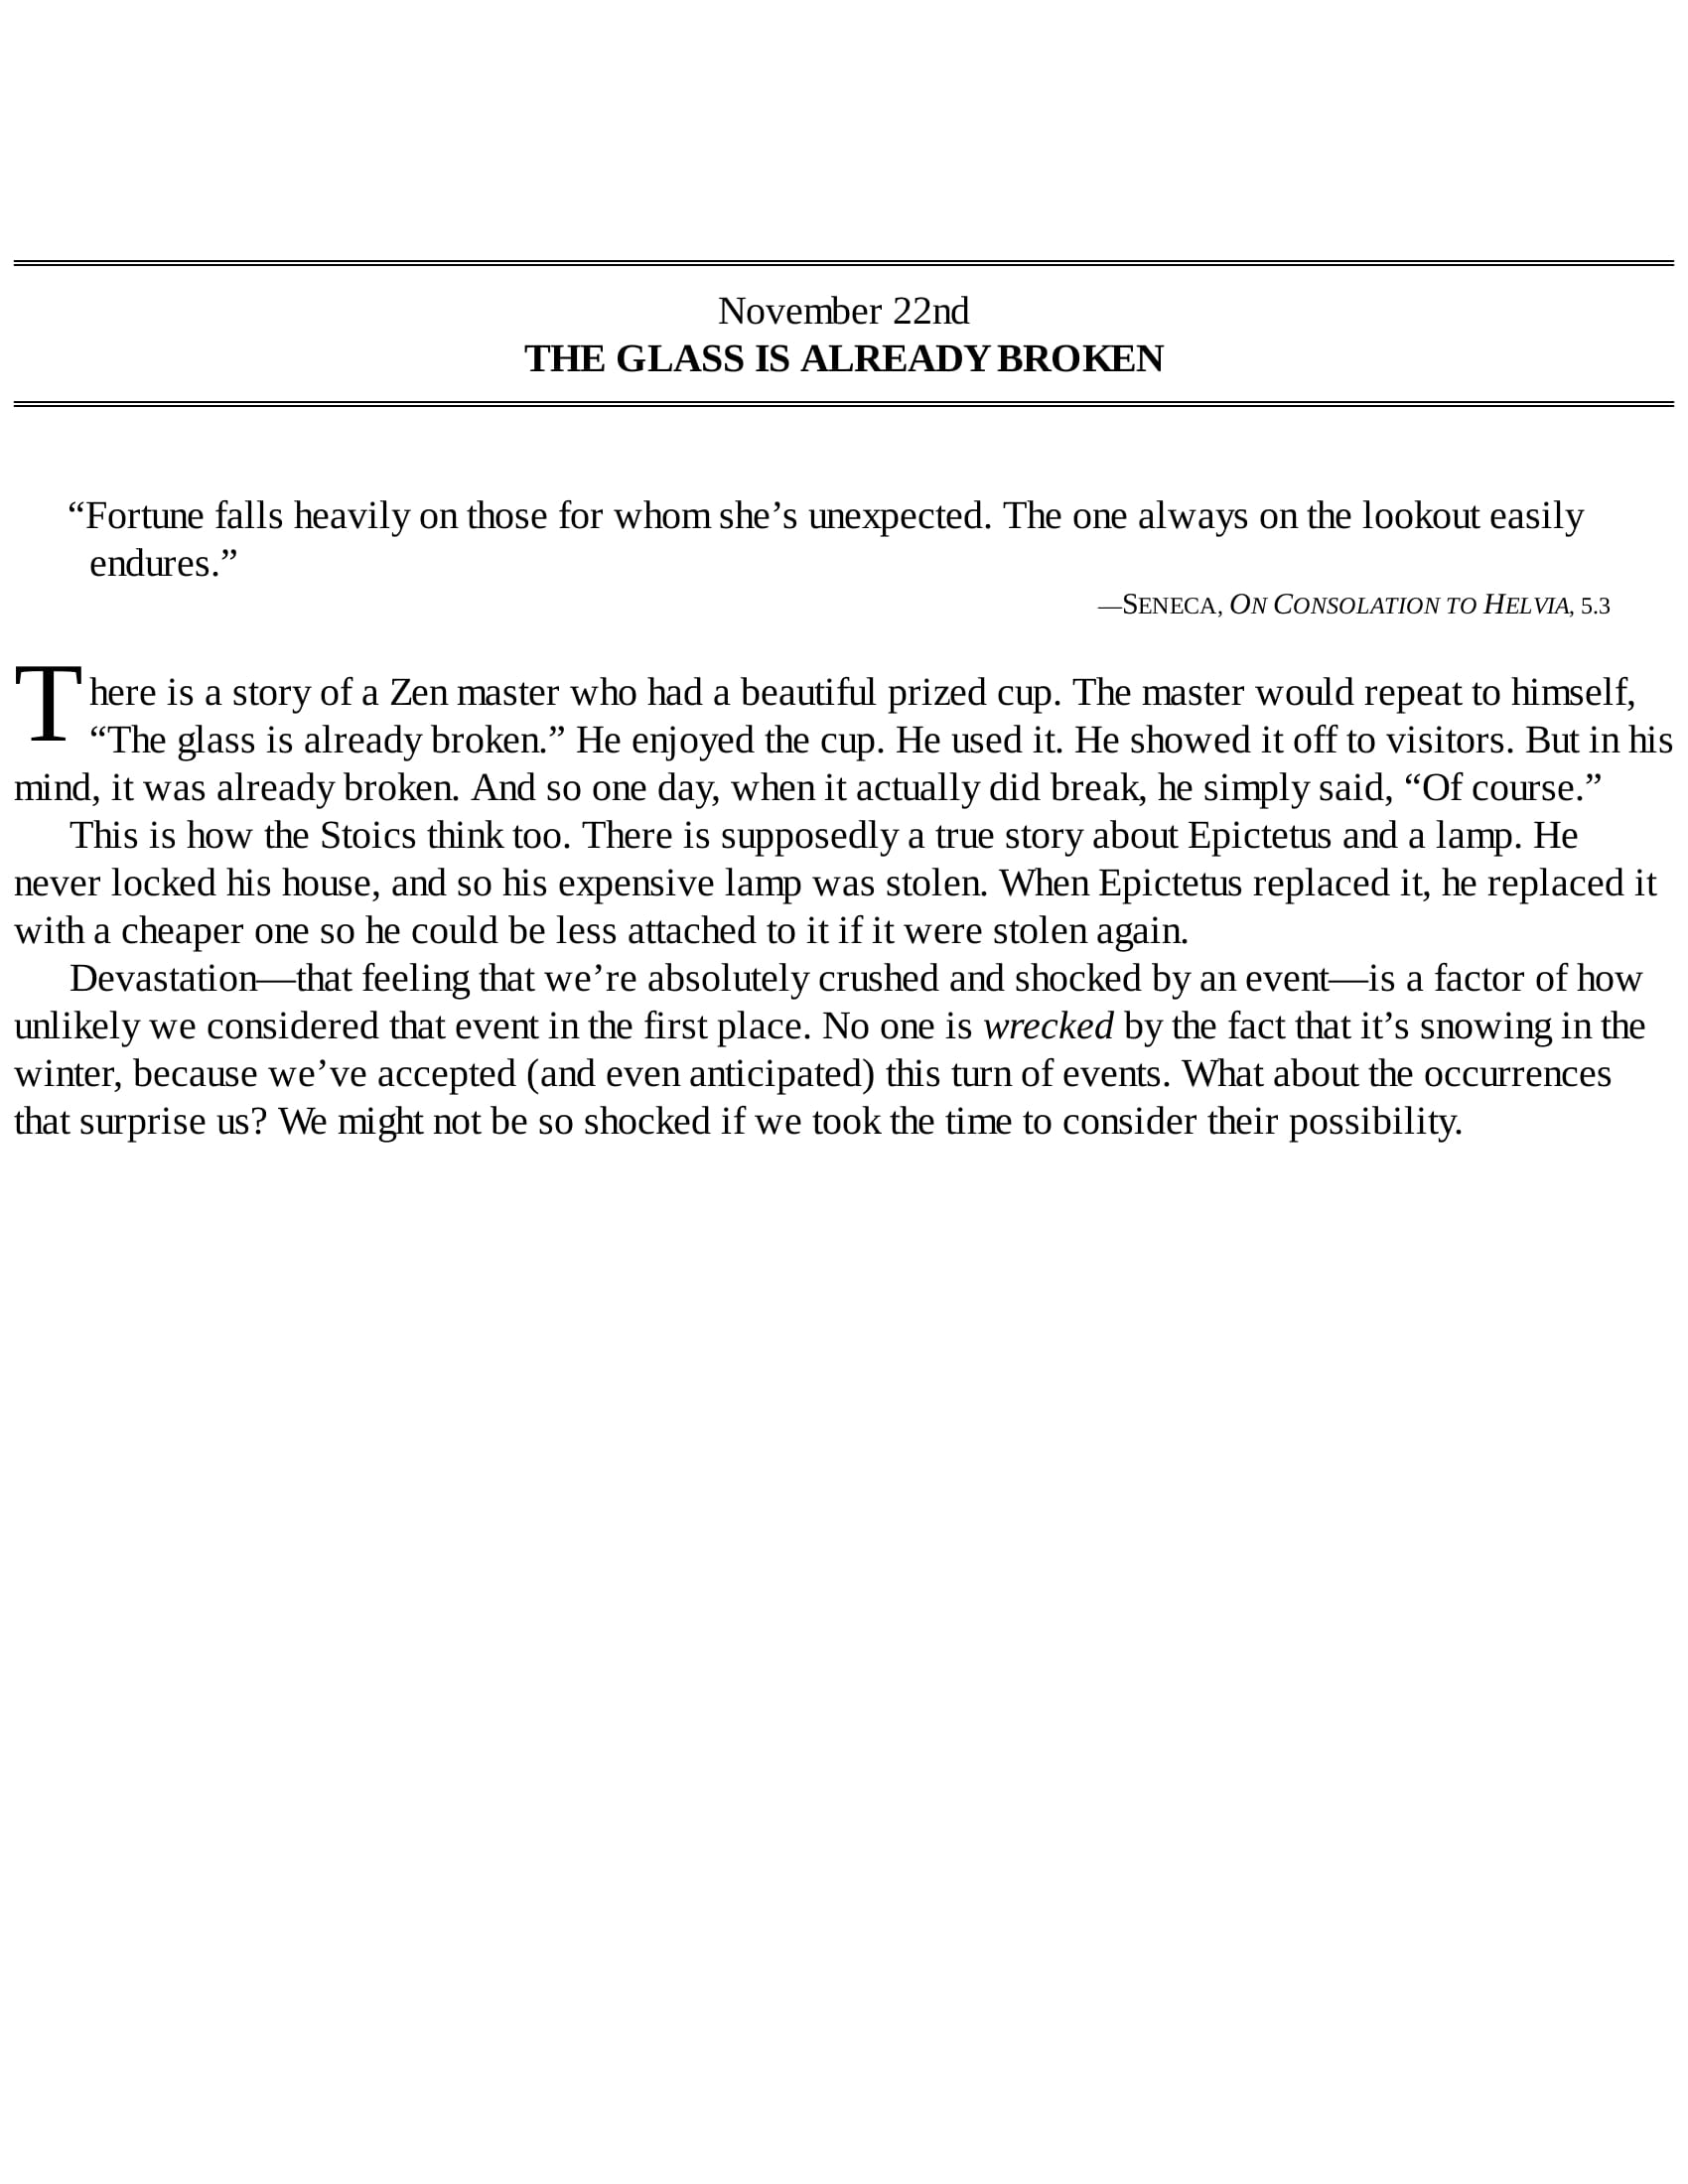 November 22nd
THE GLASS IS ALREADY BROKEN
“Fortune falls heavily on those for whom she’s unexpected. The one always on the lookout easily
endures.”
—SENECA, ON CONSOLATION TO HELVIA, 5.3
There is a story of a Zen master who had a beautiful prized cup. The master would repeat to himself,
“The glass is already broken.” He enjoyed the cup. He used it. He showed it off to visitors. But in his
mind, it was already broken. And so one day, when it actually did break, he simply said, “Of course.”
This is how the Stoics think too. There is supposedly a true story about Epictetus and a lamp. He
never locked his house, and so his expensive lamp was stolen. When Epictetus replaced it, he replaced it
with a cheaper one so he could be less attached to it if it were stolen again.
Devastation—that feeling that we’re absolutely crushed and shocked by an event—is a factor of how
unlikely we considered that event in the first place. No one is wrecked by the fact that it’s snowing in the
winter, because we’ve accepted (and even anticipated) this turn of events. What about the occurrences
that surprise us? We might not be so shocked if we took the time to consider their possibility.